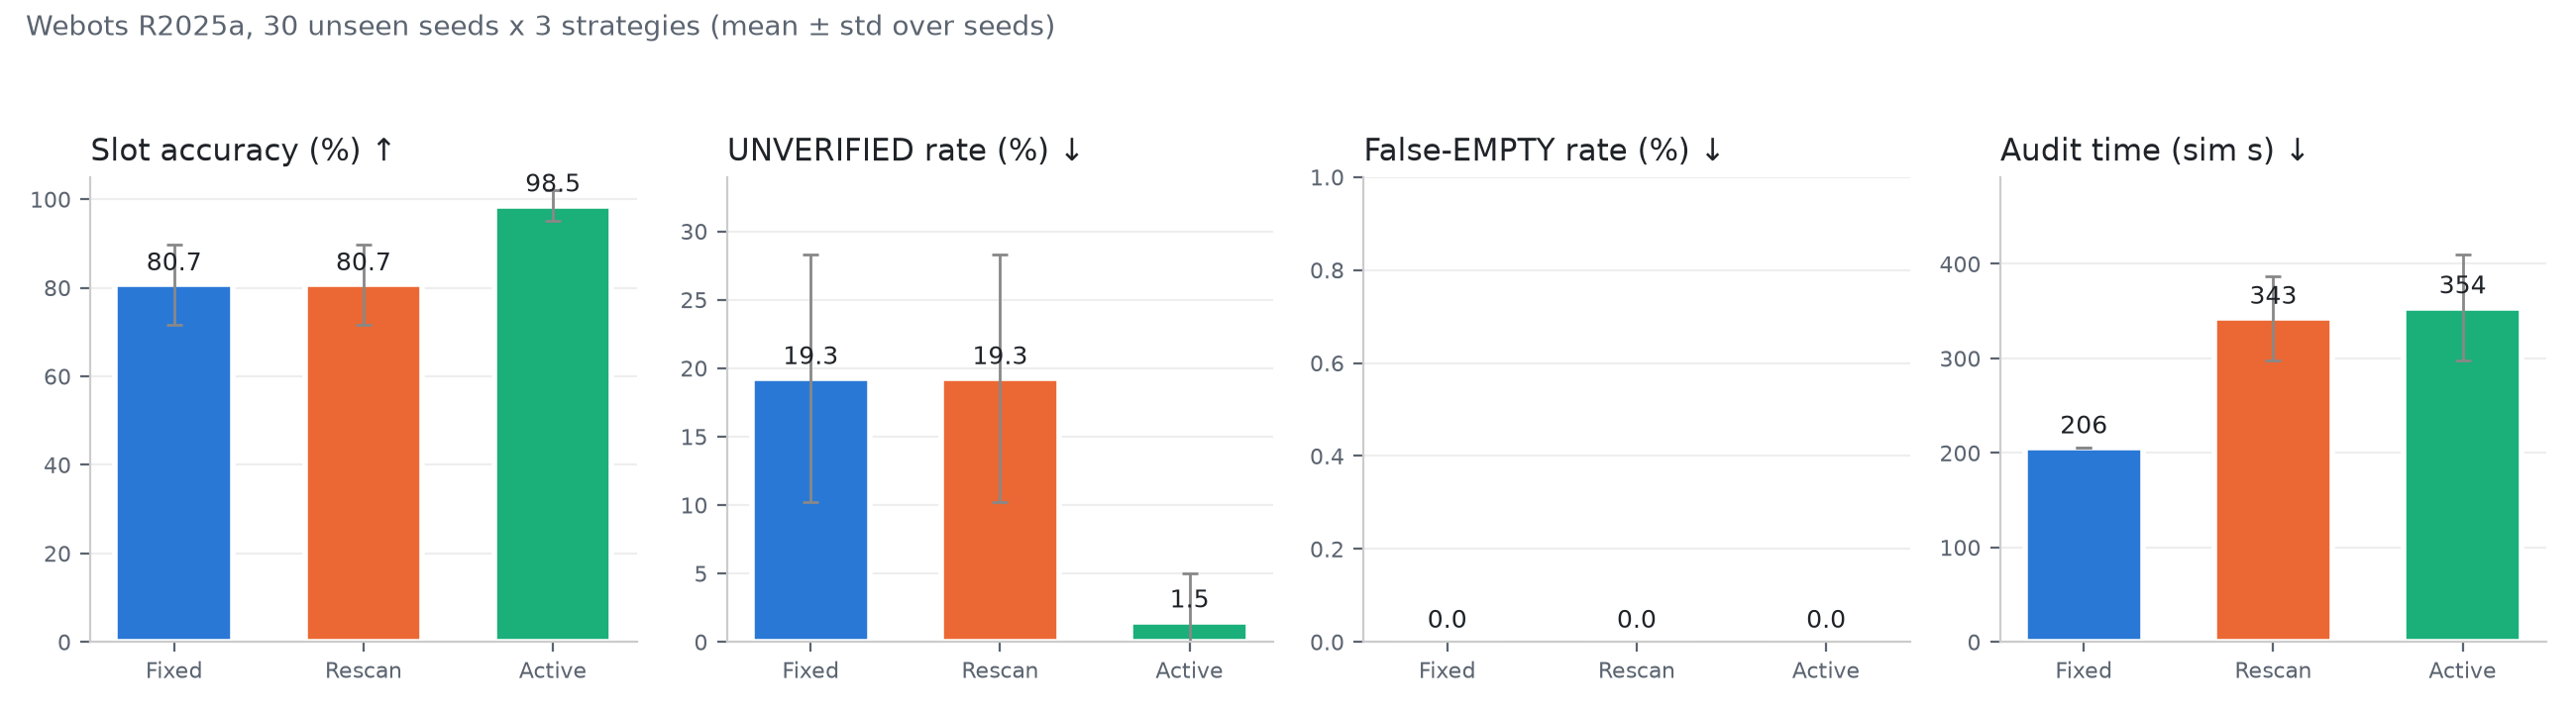 Webots R2025a, 30 unseen seeds x 3 strategies (mean ± std over seeds)
Slot accuracy (%) ↑
100
80
60
40
20
0
80.7
80.7
98.5
Fixed
Rescan
Active
UNVERIFIED rate (%) ↓
30
25
20
15
10
5
0
19.3
19.3
1.5
Fixed
Rescan
Active
False-EMPTY rate (%) ↓
1.0
0.8
0.6
0.4
0.2
0.0
0.0
0.0
0.0
Fixed
Rescan
Active
Audit time (sim s) ↓
400
300
200
100
0
206
343
354
Fixed
Rescan
Active